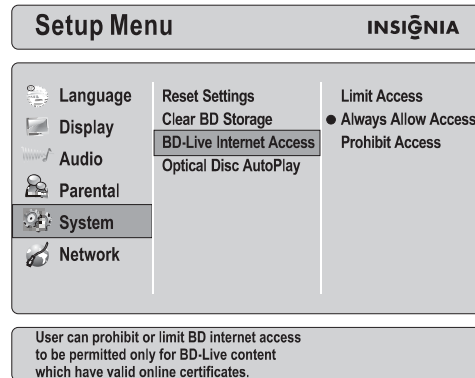 Setup Menu
INSIGNIA
Language
Display
Audio
Parental
System
Network
Reset Settings
Clear BD Storage
BD-Live Internet Access
Optical Disc AutoPlay
Limit Access
Always Allow Access
Prohibit Access
User can prohibit or limit BD internet access
to be permitted only for BD-Live content
which have valid online certificates.